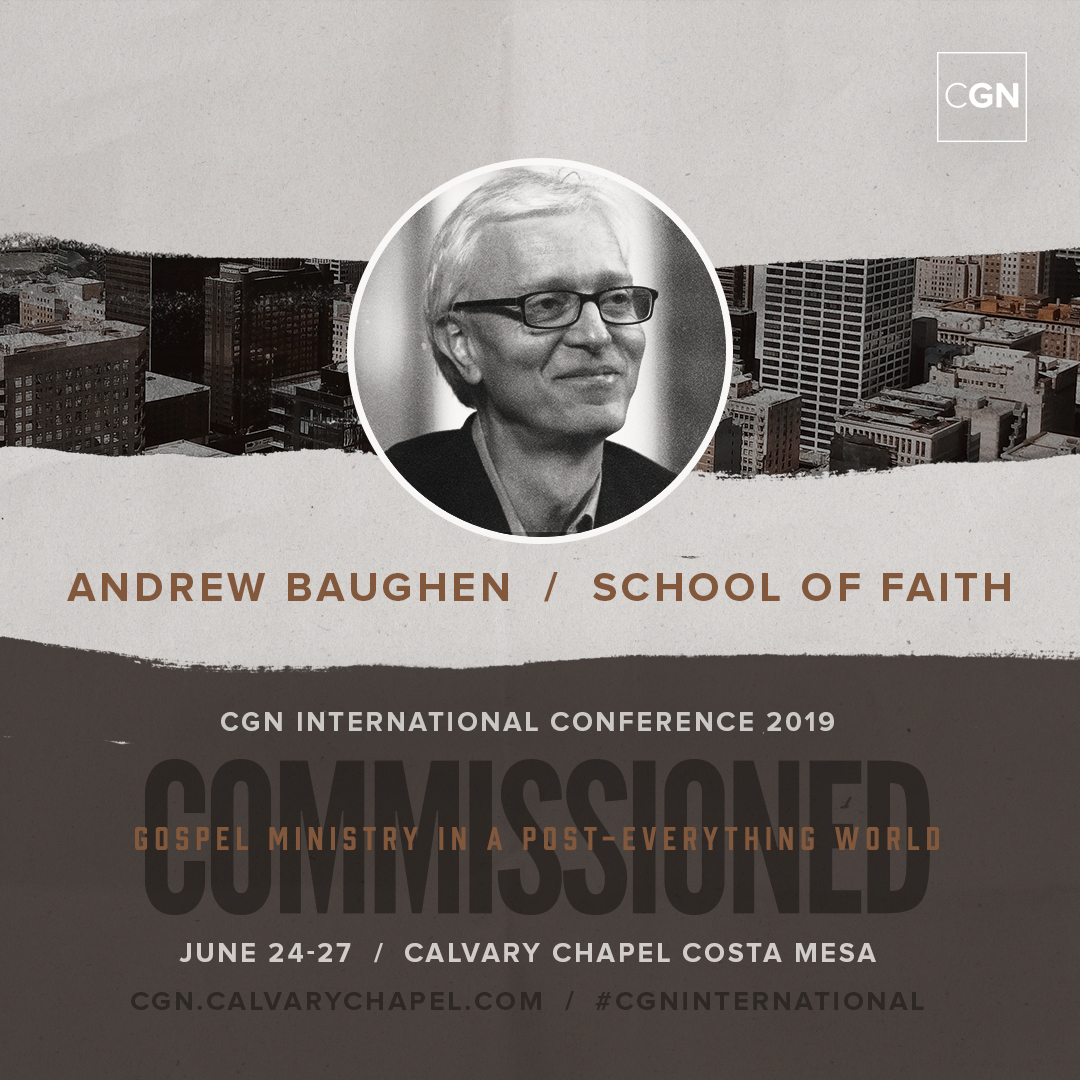 CGN
ANDREW BAUGHEN / SCHOOL OF FAITH
CGN INTERNATIONAL CONFERENCE 2019
COMMISSIONED
GOSPEL MINISTRY IN A POST-EVERYTHING WORLD
JUNE 24-27 / CALVARY CHAPEL COSTA MESA
CGN.CALVARYCHAPEL.COM / #CGNINTERNATIONAL